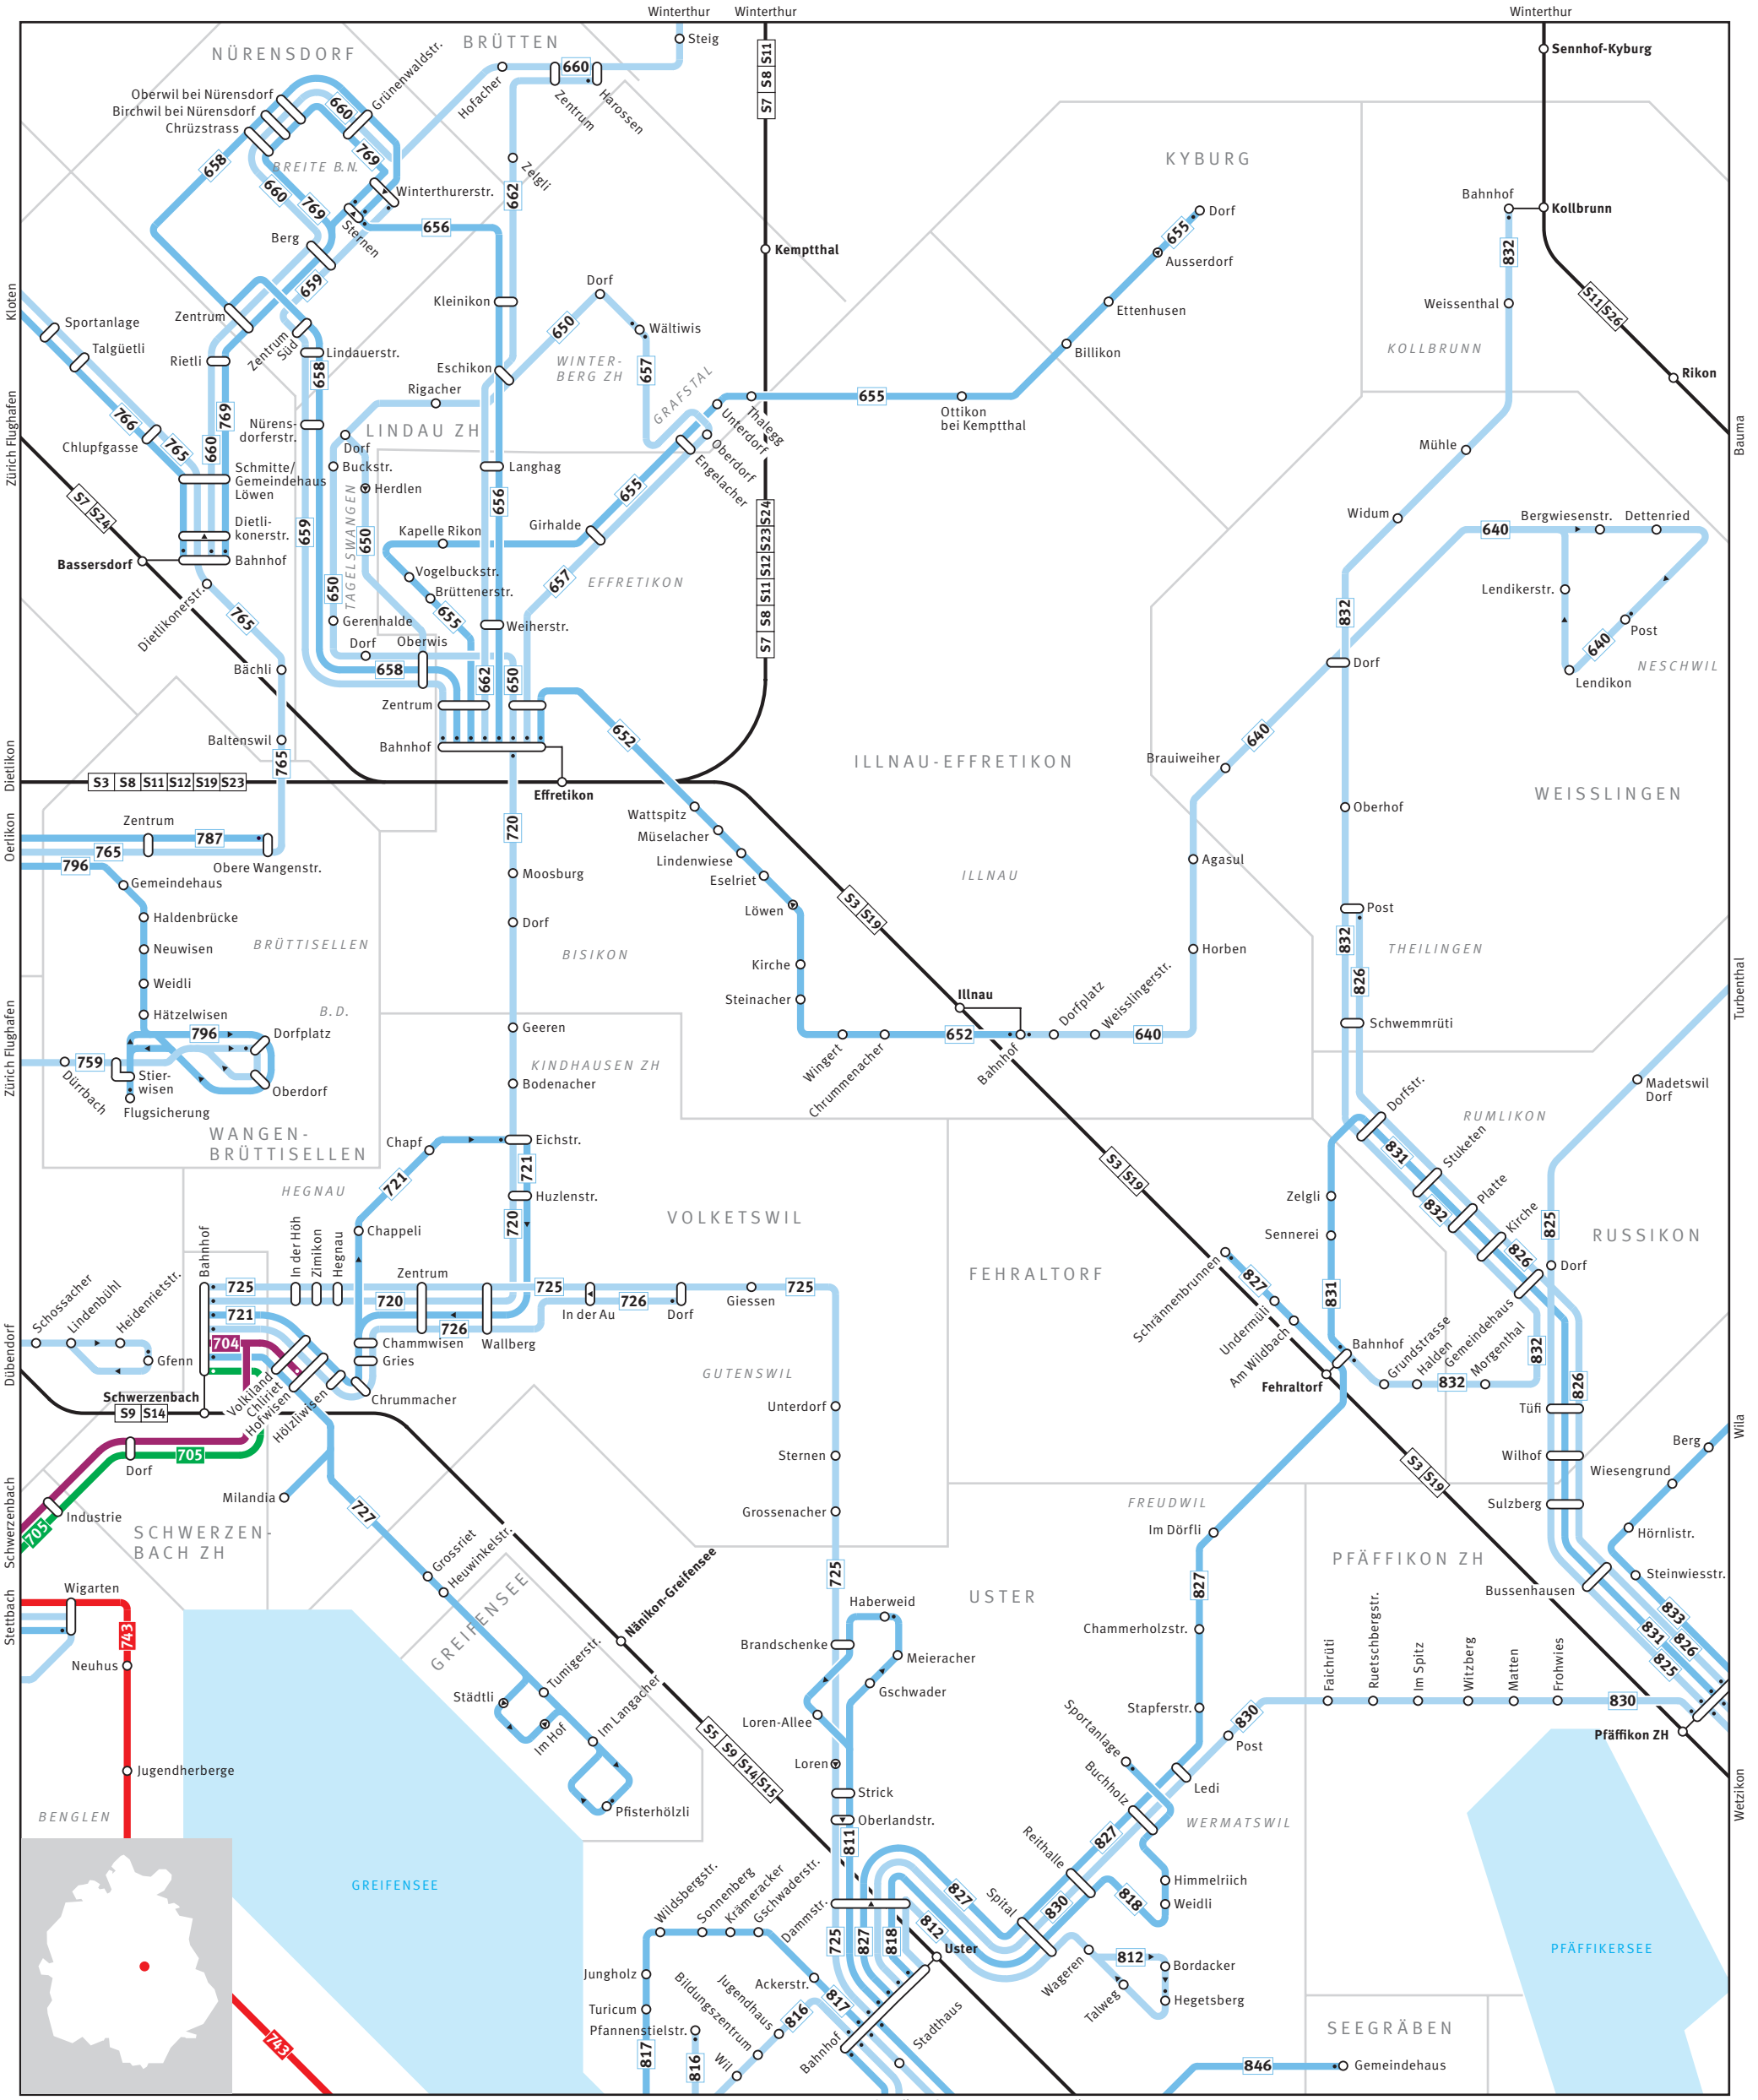 Winterthur
Winterthur
Winterthur
NÜRENSDORF
BRÜTTEN
Steig
S7 S8 S11
Sennhof-Kyburg
Grünenwaldstr.
Hofacher
660
Zentrum
Harossen
Oberwil bei Nürensdorf
Birchwil bei Nürensdorf
Chrüzstrass
660
769
658
BREITE B.N.
660
769
Winterthurerstr.
Sternen
656
Zelgli
662
KYBURG
Bahnhof
Kollbrunn
832
Dorf
655
Ausserdorf
Berg
659
Kemptthal
Kleinikon
Dorf
Ettenhusen
Weissenthal
S11 S26
Kloten
Sportanlage
Talgüetli
Zentrum
Zentrum
Süd
Rietli
Lindauerstr.
658
650
Wältiwis
Billikon
KOLLBRUNN
WINTER-
BERG ZH
657
Eschikon
Rigacher
GRAFSTAL
Rikon
Zürich Flughafen
766
765
Chlupfgasse
769
660
Nürens-
dorferstr.
LINDAU ZH
Unterdorf
Thalegg
655
Ottikon
bei Kemptthal
Mühle
Bauma
Dorf
Buckstr.
Herdlen
Oberdorf
Engelacher
Langhag
Schmitte/
Gemeindehaus
Löwen
S7 S24
Dietli-
konerstr.
Bahnhof
Bassersdorf
659
650
TAGELSWANGEN
650
656
655
Kapelle Rikon
Girhalde
Vogelbuckstr.
Brüttenerstr.
655
657
EFFRETIKON
S7 S8 S11 S12 S23 S24
Widum
640
Bergwiesenstr.
Dettenried
Lendikerstr.
Post
640
Lendikon
NESCHWIL
Dietlikonerstr.
765
Gerenhalde
Dorf
Oberwis
Weiherstr.
658
662
650
832
Dorf
Bächli
Zentrum
Bahnhof
652
640
Baltenswil
765
Dietlikon
S3 S8 S11 S12 S19 S23
Effretikon
ILLNAU-EFFRETIKON
Brauiweiher
WEISSLINGEN
Oberhof
Oerlikon
Zentrum
787
765
Obere Wangenstr.
796
720
Wattspitz
Müselacher
Lindenwiese
Eselriet
Löwen
S3 S19
Agasul
Gemeindehaus
Haldenbrücke
Neuwisen
Weidli
Hätzelwisen
BRÜTTISELLEN
B.D.
Moosburg
Dorf
BISIKON
ILLNAU
Horben
Post
832
826
THEILINGEN
Kirche
Steinacher
Illnau
Dorfplatz
Weisslingerstr.
Turbenthal
Schwemmrüti
Zürich Flughafen
796
Dorfplatz
759
Dürrbach
Stier-
wisen
Oberdorf
Flugsicherung
Geeren
KINDHAUSEN ZH
Bodenacher
Wingert
Chrummenacher
652
Bahnhof
640
Madetswil
Dorf
WANGEN-
BRÜTTISELLEN
Dorfstr.
RUMLIKON
831
Stuketen
Chapf
Eichstr.
721
721
Huzlenstr.
S3 S19
HEGNAU
720
VOLKETSWIL
Zelgli
832
Platte
Kirche
826
825
RUSSIKON
Sennerei
Dorf
Chappeli
Bahnhof
In der Höh
Zimikon
Hegnau
Zentrum
FEHRALTORF
Schrännenbrunnen
827
Undermüli
Am Wildbach
831
Gemeindehaus
725
720
721
725
726
725
In der Au
726
Dorf
Giessen
Schossacher
Lindenbühl
Heidenrietstr.
Gfenn
704
Chammwisen
Gries
Wallberg
Bahnhof
Grundstrasse
Halden
Morgenthal
832
832
826
Dübendorf
Schwerzenbach
S9 S14
Volkiland
Chliriet
Hofwisen
Hölzliwisen
Chrummacher
GUTENSWIL
Fehraltorf
Unterdorf
Tüfi
705
Dorf
Sternen
Wilhof
Berg
Wiesengrund
Wila
Schwerzenbach
705
Industrie
Milandia
727
Grossenacher
S3 S19
FREUDWIL
Sulzberg
Hörnlistr.
SCHWERZEN-
BACH ZH
Im Dörfli
PFÄFFIKON ZH
Steinwiesstr.
Bussenhausen
Stettbach
Wigarten
743
Neuhus
Grossriet
Heuwinkelstr.
GREIFENSEE
Nänikon-Greifensee
725
Haberweid
USTER
827
833
826
831
825
Brandschenke
Meieracher
Gschwader
Chammerholzstr.
Faichrüti
Ruetschbergstr.
Im Spitz
Witzberg
Matten
Frohwies
830
Tumigerstr.
Städtli
Im Hof
Im Langacher
Loren-Allee
Stapferstr.
830
Post
Pfäffikon ZH
Jugendherberge
S5 S9 S14 S15
Loren
Strick
Sportanlage
Buchholz
Ledi
Wetzikon
BENGLEN
Pfisterhölzli
Oberlandstr.
811
827
WERMATSWIL
Reithalle
GREIFENSEE
Wildsbergstr.
Sonnenberg
Krämeracker
Gschwaderstr.
Dammstr.
827
Spital
830
818
Himmelriich
Weidli
725
827
818
812
Uster
Wageren
812
Bordacker
PFÄFFIKERSEE
Jungholz
Ackerstr.
817
Talweg
Hegetsberg
Turicum
Pfannenstielstr.
Bildungszentrum
Jugendhaus
816
Stadthaus
SEEGRÄBEN
743
817
816
Wil
Bahnhof
846
Gemeindehaus